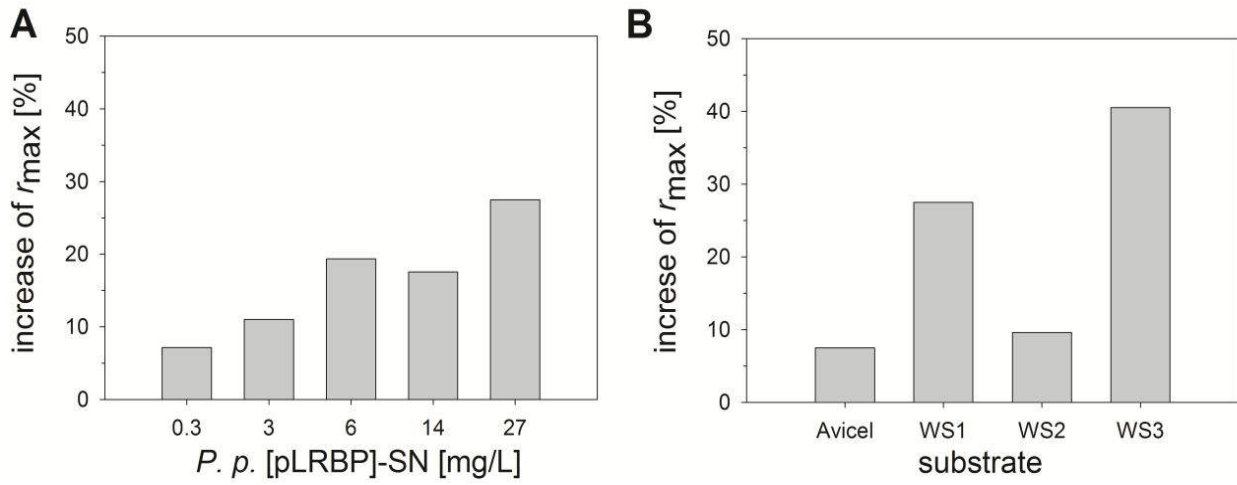 A
increase of rmax [%]
50
40
30
20
10
0
0.3 3 6 14 27
P. p. [pLRBP]-SN [mg/L]
B
increse of rmax [%]
50
40
30
20
10
0
Avicel WS1 WS2 WS3
substrate